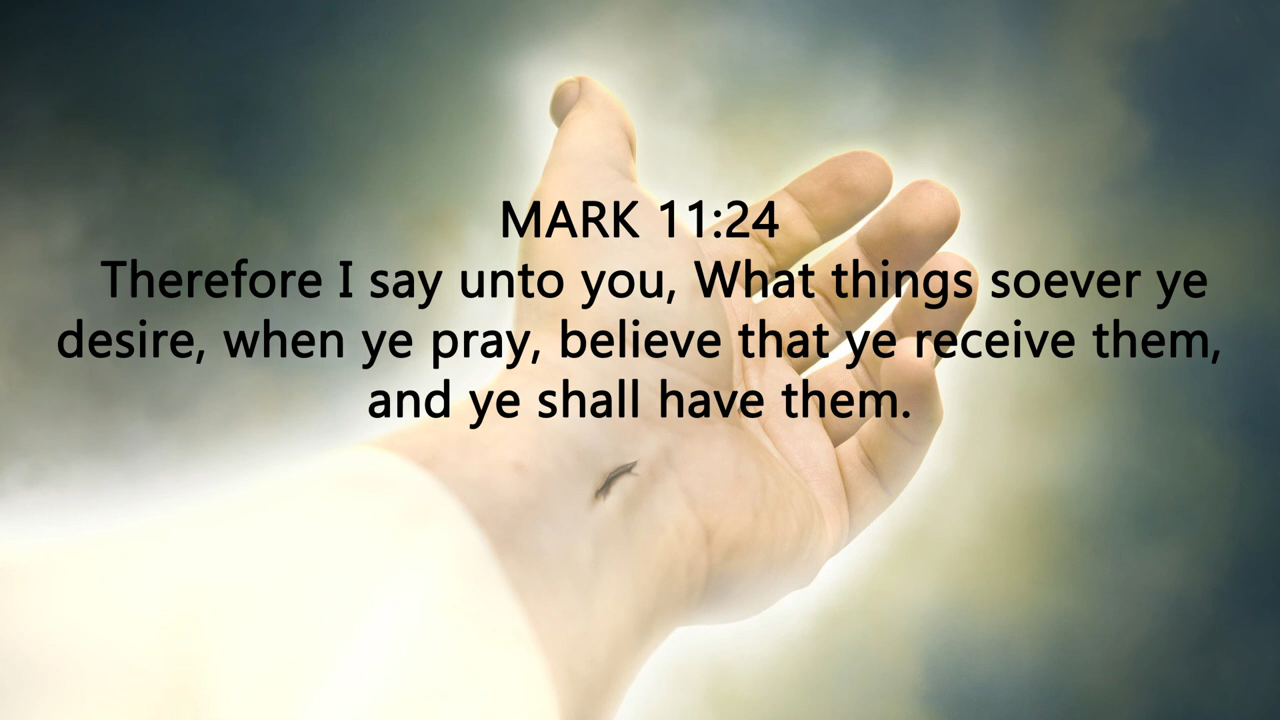 MARK 11:24
Therefore I say unto you, What things soever ye
desire, when ye pray, believe that ye receive them,
and ye shall have them.